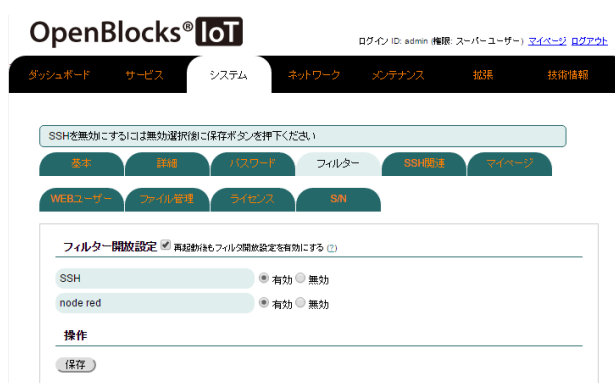 OpenBlocks® IoT
ログイン ID: admin (権限: スーパーユーザー) マイページ ログアウト
ダッシュボード サービス システム ネットワーク メンテナンス 拡張 技術情報
SSHを無効にするには無効選択後に保存ボタンを押下ください
基本 詳細 パスワード フィルター SSH関連 マイページ
WEBユーザー ファイル管理 ライセンス S/N
フィルター開放設定 再起動後もフィルタ開放設定を有効にする (?)
SSH 有効 無効
node red 有効 無効
操作
保存